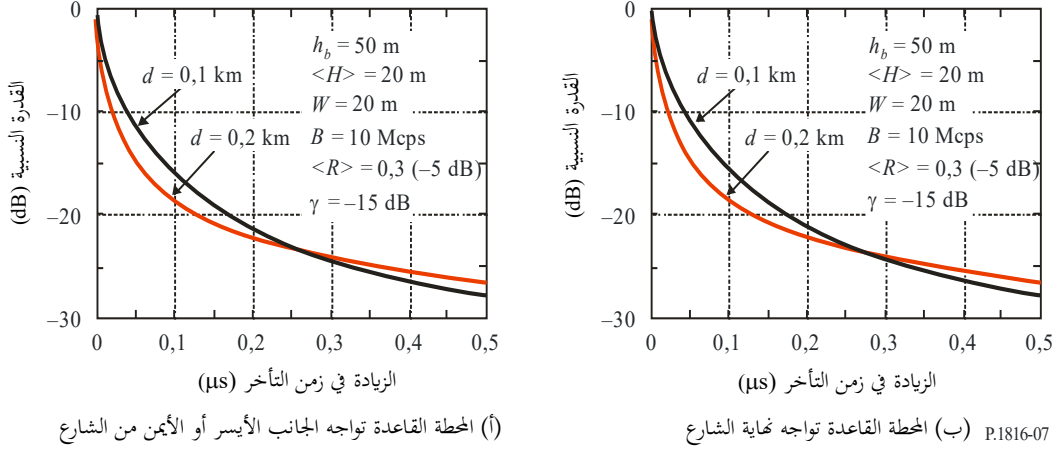 0
−10
−20
−30
القدرة النسبية (dB)
d = 0,1 km
d = 0,2 km
h_b = 50 m
<H> = 20 m
W = 20 m
B = 10 Mcps
<R> = 0,3 (–5 dB)
γ = –15 dB
0 0,1 0,2 0,3 0,4 0,5
الزيادة في زمن التأخر (μs)
(أ) المحطة القاعدة تواجه الجانب الأيسر أو الأيمن من الشارع
0
−10
−20
−30
القدرة النسبية (dB)
d = 0,1 km
d = 0,2 km
h_b = 50 m
<H> = 20 m
W = 20 m
B = 10 Mcps
<R> = 0,3 (–5 dB)
γ = –15 dB
0 0,1 0,2 0,3 0,4 0,5
الزيادة في زمن التأخر (μs)
(ب) المحطة القاعدة تواجه نهاية الشارع
P.1816-07